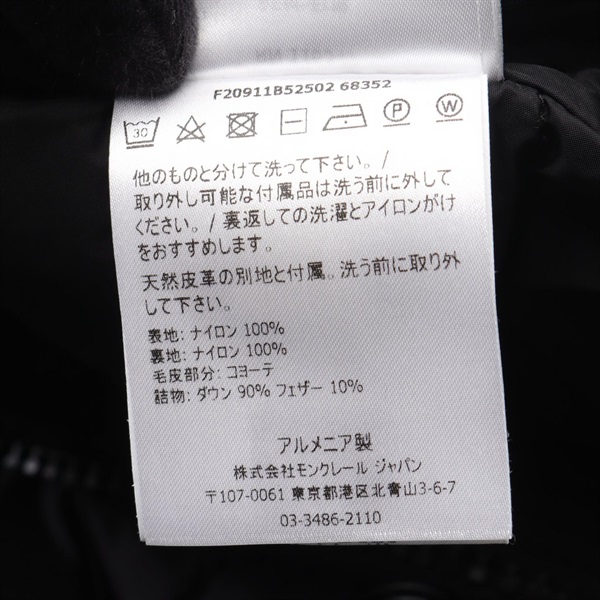 F20911B52502 68352
30 P W
他のものと分けて洗って下さい。/
取り外し可能な付属品は洗う前に外して
ください。/ 裏返しての洗濯とアイロンがけ
をおすすめします。
天然皮革の別地と付属。洗う前に取り外
して下さい。
表地: ナイロン 100%
裏地: ナイロン 100%
毛皮部分: コヨーテ
詰物: ダウン 90% フェザー 10%
アルメニア製
株式会社モンクレール ジャパン
〒107-0061 東京都港区北青山3-6-7
03-3486-2110